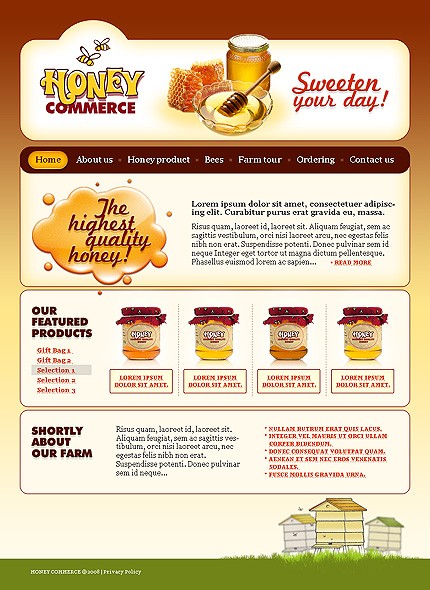 HONEY
COMMERCE
Sweeten
your day!
Home
About us
Honey product
Bees
Farm tour
Ordering
Contact us
The
highest
quality
honey!
Lorem ipsum dolor sit amet, consectetuer adipisc-
ing elit. Curabitur purus erat gravida eu, massa.
Risus quam, laoreet id, laoreet sit. Aliquam feugiat, sem ac
sagittis vestibulum, orci nisi laoreet arcu, nec egestas felis
nibh non erat. Suspendisse potenti. Donec pulvinar sem id
neque Integer eget tortor ut magna dictum pellentesque.
Phasellus euismod lorem ac sapien...
• READ MORE
OUR
FEATURED
PRODUCTS
Gift Bag 1
Gift Bag 2
Selection 1
Selection 2
Selection 3
HONEY
HONEY
HONEY
HONEY
LOREM IPSUM
DOLOR SIT AMET.
LOREM IPSUM
DOLOR SIT AMET.
LOREM IPSUM
DOLOR SIT AMET.
LOREM IPSUM
DOLOR SIT AMET.
SHORTLY
ABOUT
OUR FARM
Risus quam, laoreet id, laoreet sit.
Aliquam feugiat, sem ac sagittis ves-
tibulum, orci nisi laoreet arcu, nec
egestas felis nibh non erat.
Suspendisse potenti. Donec pulvinar
sem id neque...
* NULLAM RUTRUM ERAT QUIS LACUS.
* INTEGER VEL MAURIS UT ORCI ULLAM
CORPER BIBENDUM.
* DONEC CONSEQUAT VOLUTPAT QUAM.
* AENEAN ET SEM NEC EROS VENENATIS
SODALES.
* FUSCE MOLLIS GRAVIDA URNA.
HONEY COMMERCE © 2008 | Privacy Policy